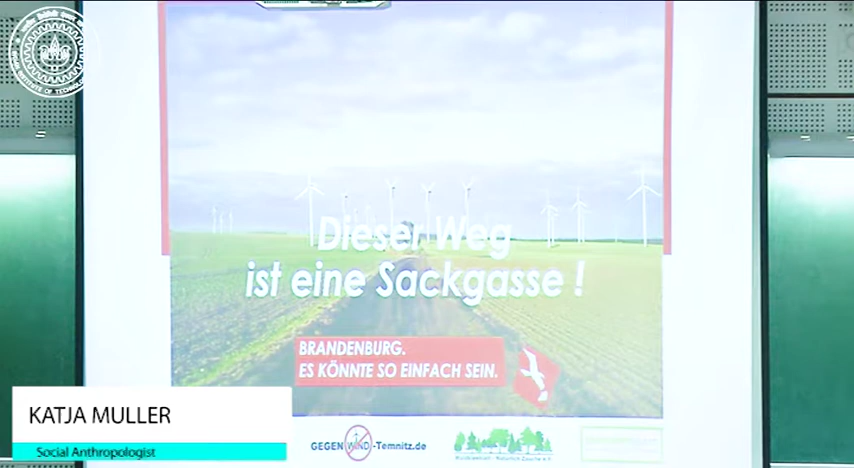 Dieser Weg
ist eine Sackgasse !
BRANDENBURG.
ES KÖNNTE SO EINFACH SEIN.
GEGEN WIND-Temnitz.de
KATJA MULLER
Social Anthropologist